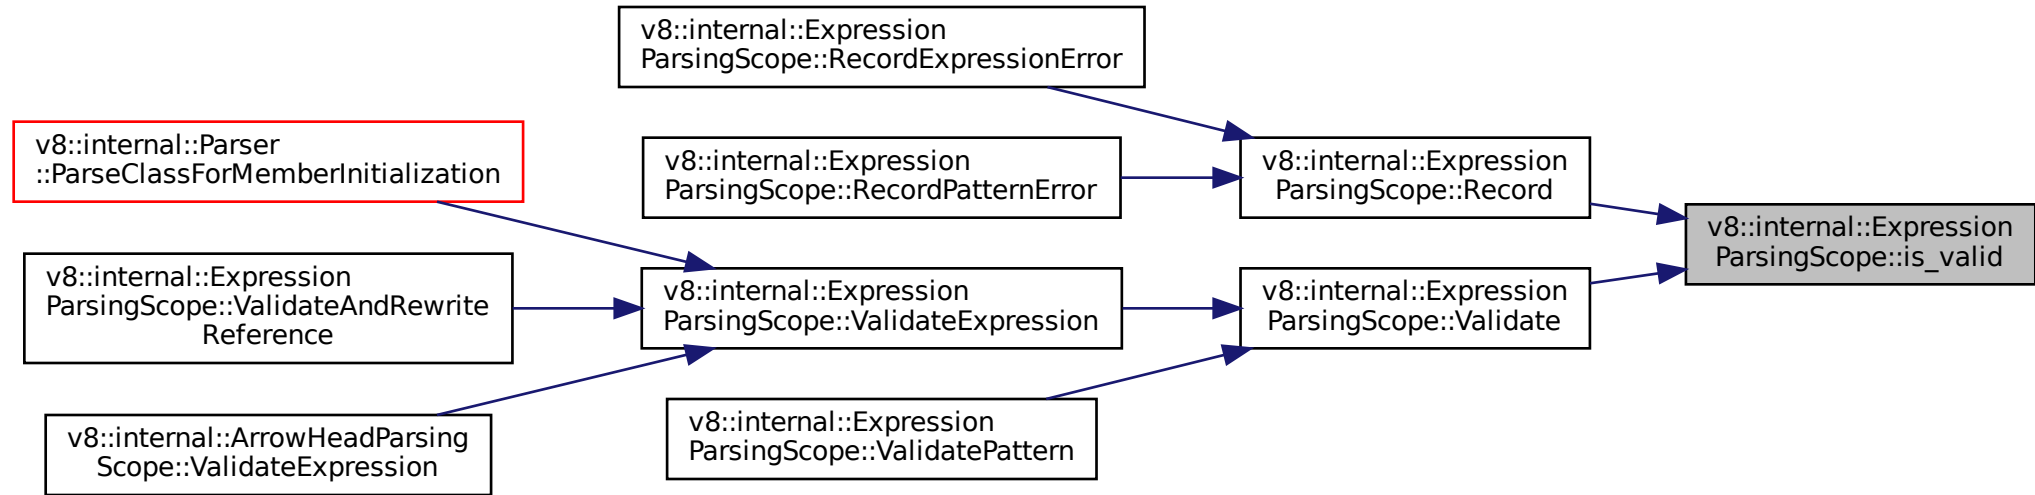 v8::internal::Expression
ParsingScope::RecordExpressionError
v8::internal::Parser
::ParseClassForMemberInitialization
v8::internal::Expression
ParsingScope::RecordPatternError
v8::internal::Expression
ParsingScope::Record
v8::internal::Expression
ParsingScope::is_valid
v8::internal::Expression
ParsingScope::ValidateAndRewrite
Reference
v8::internal::Expression
ParsingScope::ValidateExpression
v8::internal::Expression
ParsingScope::Validate
v8::internal::ArrowHeadParsing
Scope::ValidateExpression
v8::internal::Expression
ParsingScope::ValidatePattern